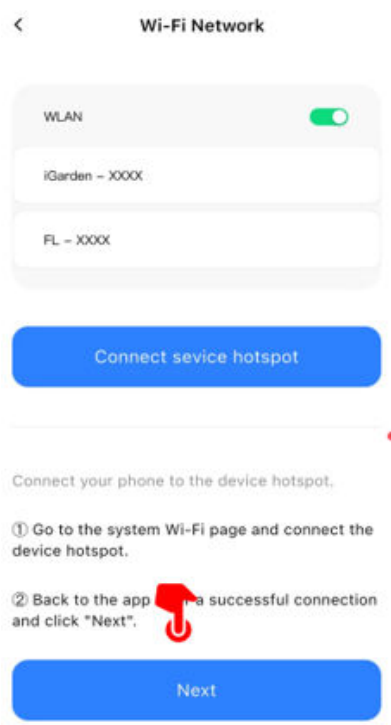 Wi-Fi Network
WLAN
iGarden – XXXX
FL – XXXX
Connect sevice hotspot
Connect your phone to the device hotspot.
① Go to the system Wi-Fi page and connect the
device hotspot.
② Back to the app a successful connection
and click "Next".
Next